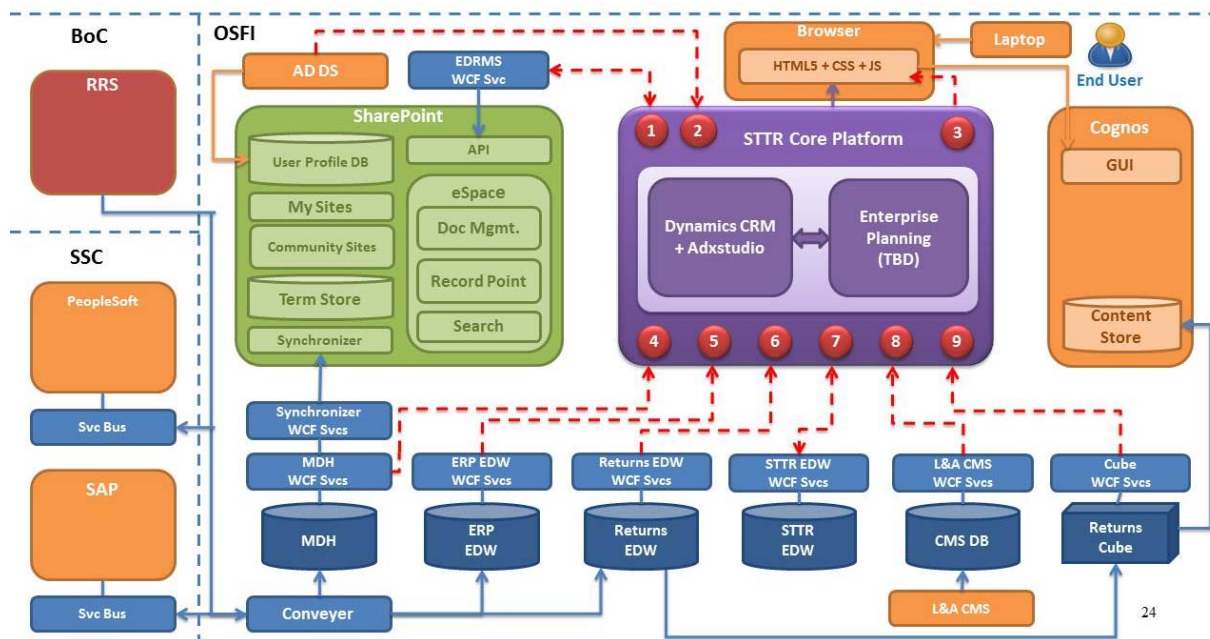 BoC
RRS
SSC
PeopleSoft
Svc Bus
SAP
Svc Bus
OSFI
AD DS
EDRMS
WCF Svc
SharePoint
User Profile DB
My Sites
Community Sites
Term Store
Synchronizer
API
eSpace
Doc Mgmt.
Record Point
Search
Browser
HTML5 + CSS + JS
Laptop
End User
1
2
3
STTR Core Platform
Dynamics CRM
+ Adxstudio
Enterprise
Planning
(TBD)
4
5
6
7
8
9
Cognos
GUI
Content
Store
Synchronizer
WCF Svcs
MDH
WCF Svcs
ERP EDW
WCF Svcs
Returns EDW
WCF Svcs
STTR EDW
WCF Svcs
L&A CMS
WCF Svcs
Cube
WCF Svcs
MDH
ERP
EDW
Returns
EDW
STTR
EDW
CMS DB
Returns
Cube
Conveyer
L&A CMS
24